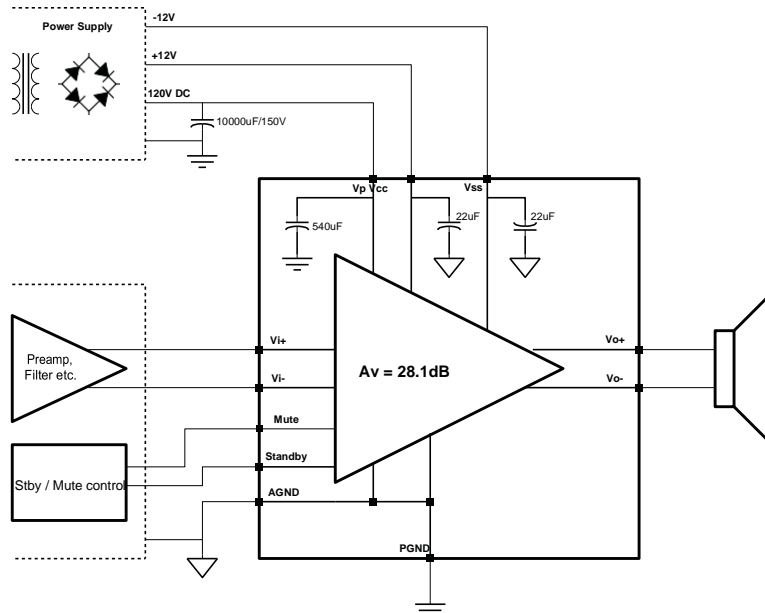 Power Supply
-12V
+12V
120V DC
10000uF/150V
Vp Vcc
Vss
540uF
22uF
22uF
Preamp,
Filter etc.
Vi+
Vi-
Av = 28.1dB
Vo+
Vo-
Mute
Standby
Stby / Mute control
AGND
PGND